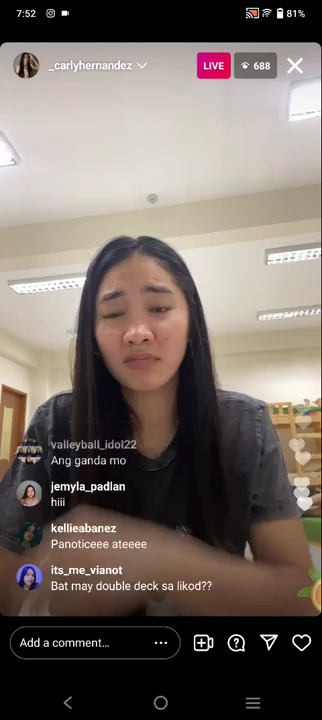 7:52
81%
_carlyhernandez
LIVE
688
valleyball_idol22
Ang ganda mo
jemyla_padlan
hiii
kellieabanez
Panoticeee ateeee
its_me_vianot
Bat may double deck sa likod??
Add a comment...